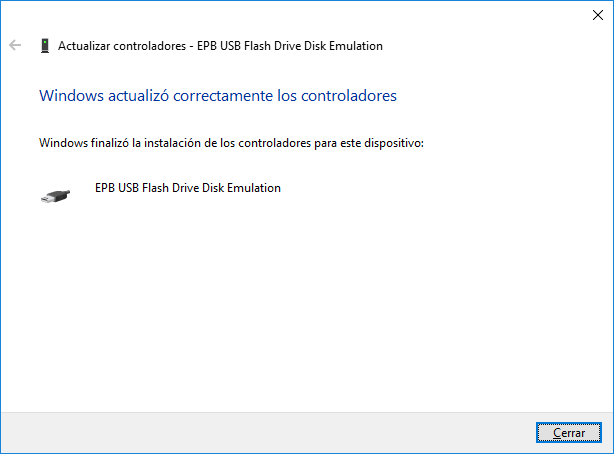 Actualizar controladores - EPB USB Flash Drive Disk Emulation
Windows actualizó correctamente los controladores
Windows finalizó la instalación de los controladores para este dispositivo:
EPB USB Flash Drive Disk Emulation
Cerrar